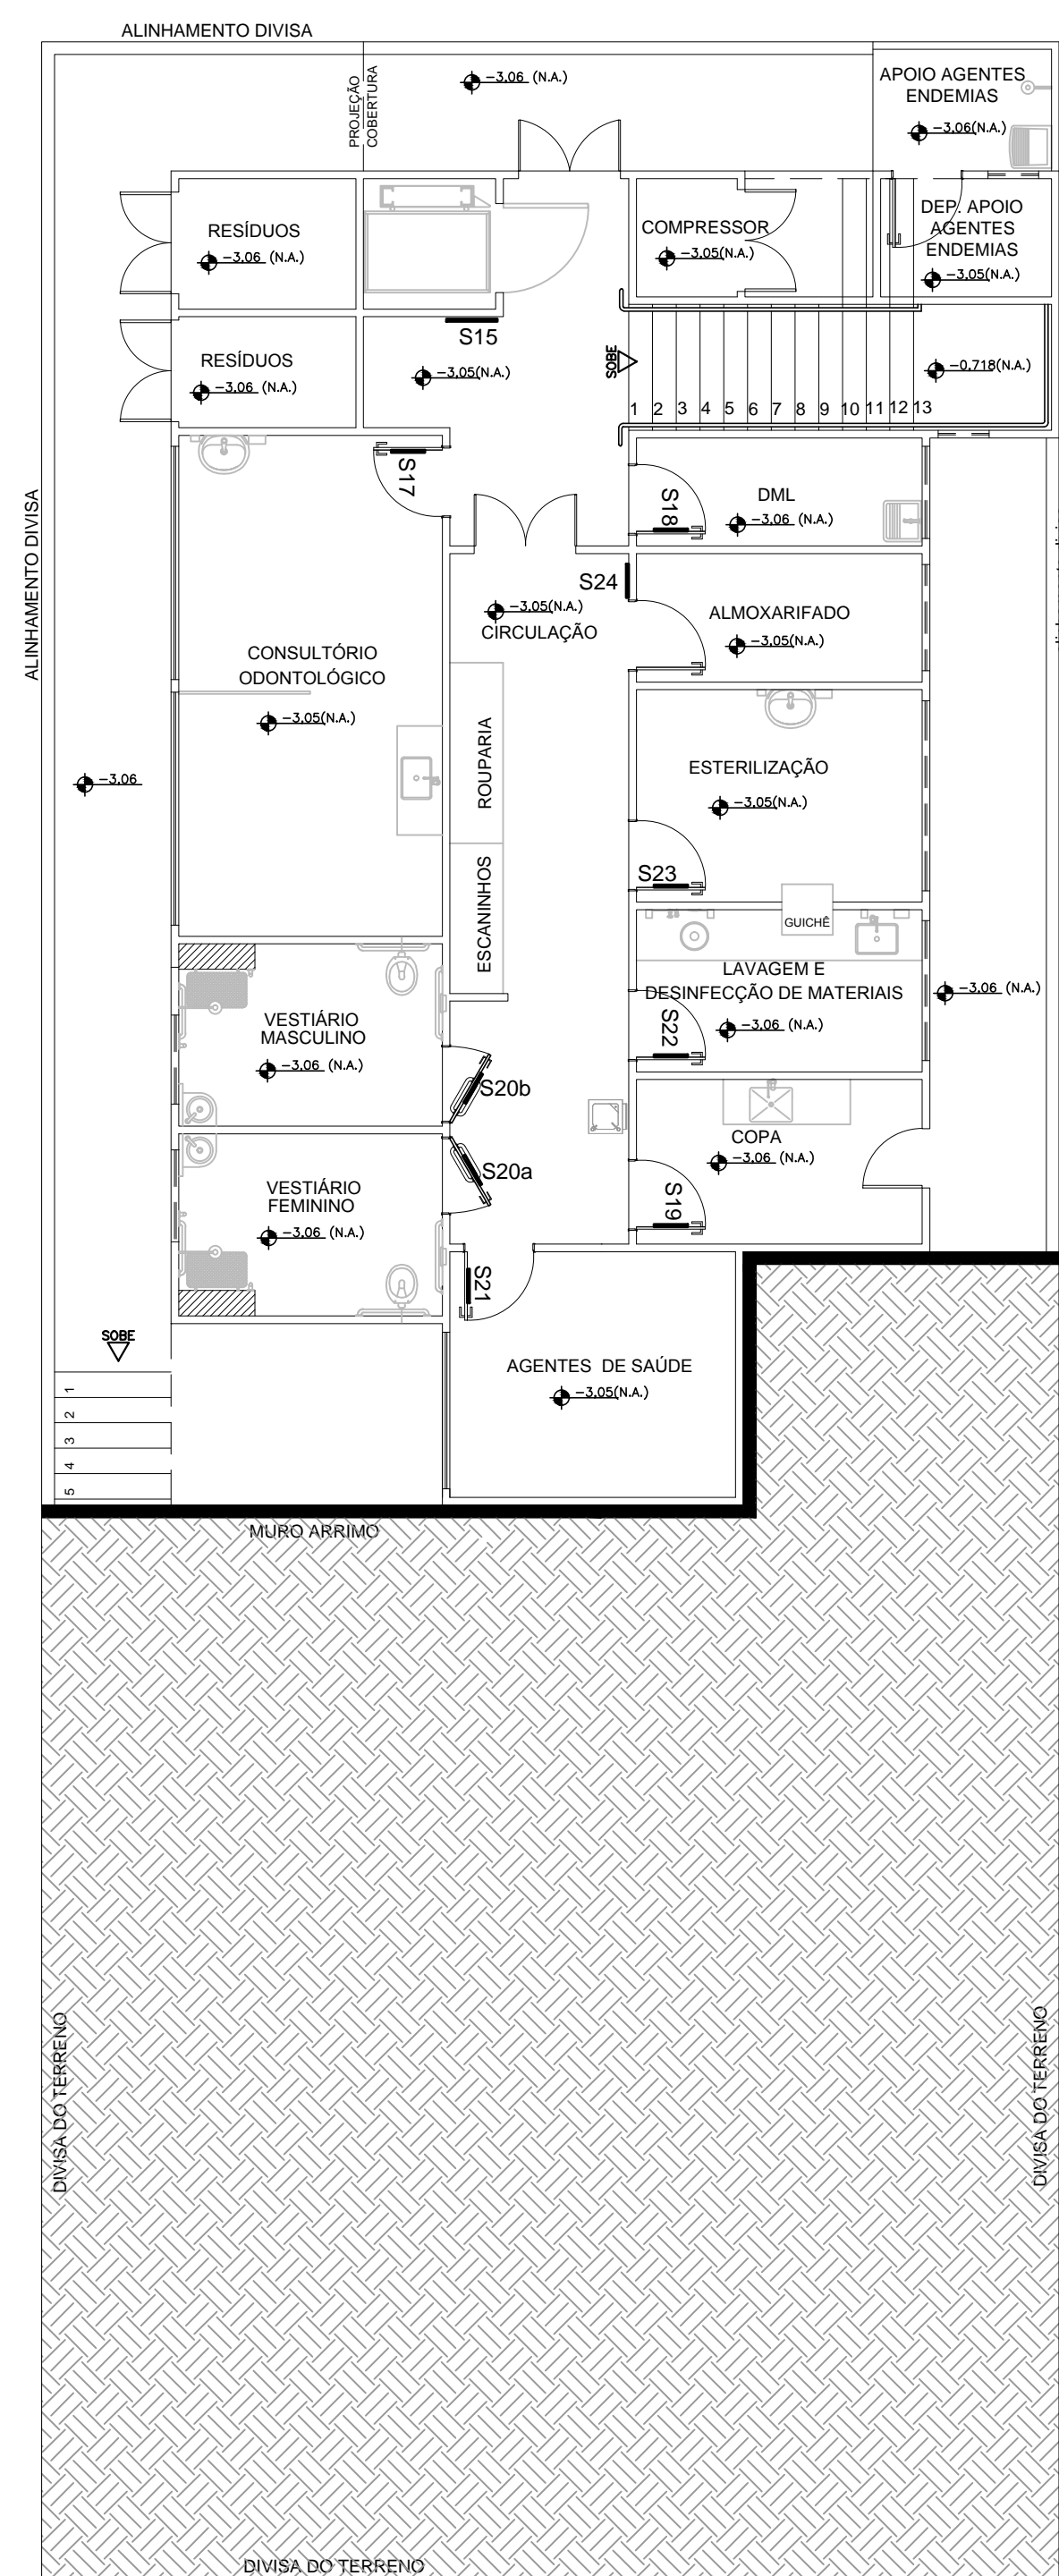 ALINHAMENTO DIVISA
PROJEÇÃO
COBERTURA
-3,06 (N.A.)
APOIO AGENTES
ENDEMIAS
-3,06(N.A.)
RESÍDUOS
-3,06 (N.A.)
COMPRESSOR
-3,05(N.A.)
DEP. APOIO
AGENTES
ENDEMIAS
-3,05(N.A.)
S15
RESÍDUOS
-3,06 (N.A.)
-3,05(N.A.)
SOBE
-0,718(N.A.)
1 2 3 4 5 6 7 8 9 10 11 12 13
S17
S18
DML
-3,06 (N.A.)
ALINHAMENTO DIVISA
S24
-3,05(N.A.)
CIRCULAÇÃO
ALMOXARIFADO
-3,05(N.A.)
CONSULTÓRIO
ODONTOLÓGICO
-3,05(N.A.)
ROUPARIA
ESTERILIZAÇÃO
-3,05(N.A.)
-3,06
S23
ESCANINHOS
GUICHÊ
LAVAGEM E
DESINFECÇÃO DE MATERIAIS
-3,06 (N.A.)
S22
-3,06 (N.A.)
VESTIÁRIO
MASCULINO
-3,06 (N.A.)
S20b
COPA
-3,06 (N.A.)
S20a
S19
VESTIÁRIO
FEMININO
-3,06 (N.A.)
S21
SOBE
AGENTES DE SAÚDE
-3,05(N.A.)
1
2
3
4
5
MURO ARRIMO
DIVISA DO TERRENO
DIVISA DO TERRENO
DIVISA DO TERRENO